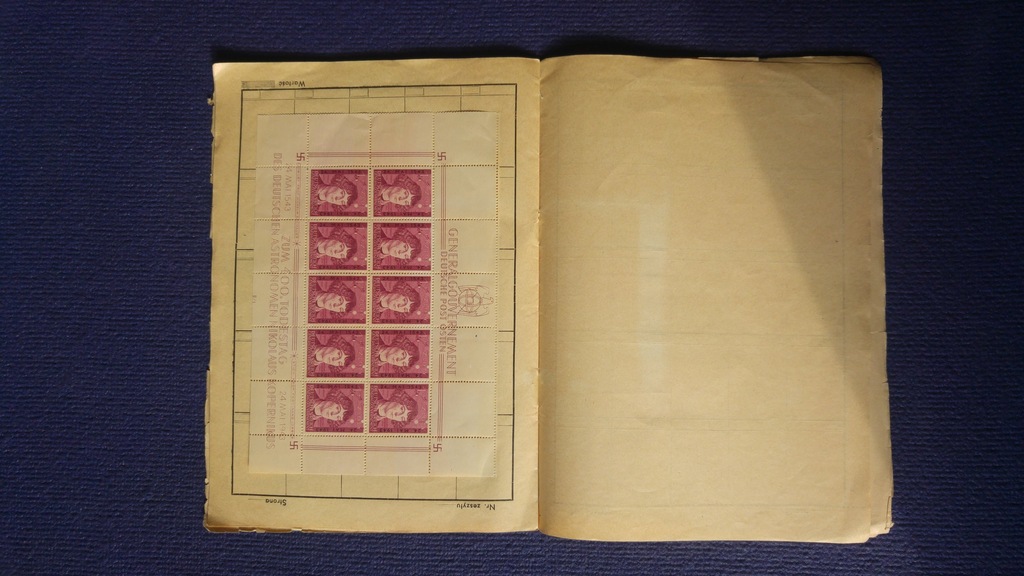 GENERALGOUVERNEMENT
DEUTSCHE POST OSTEN
24. MAI 1543
ZUM 400. TODESTAG
24. MAI 1943
DES DEUTSCHEN ASTRONOMEN NIKOLAUS KOPERNIKUS
Wartość
Strona
Nr. zeszytu